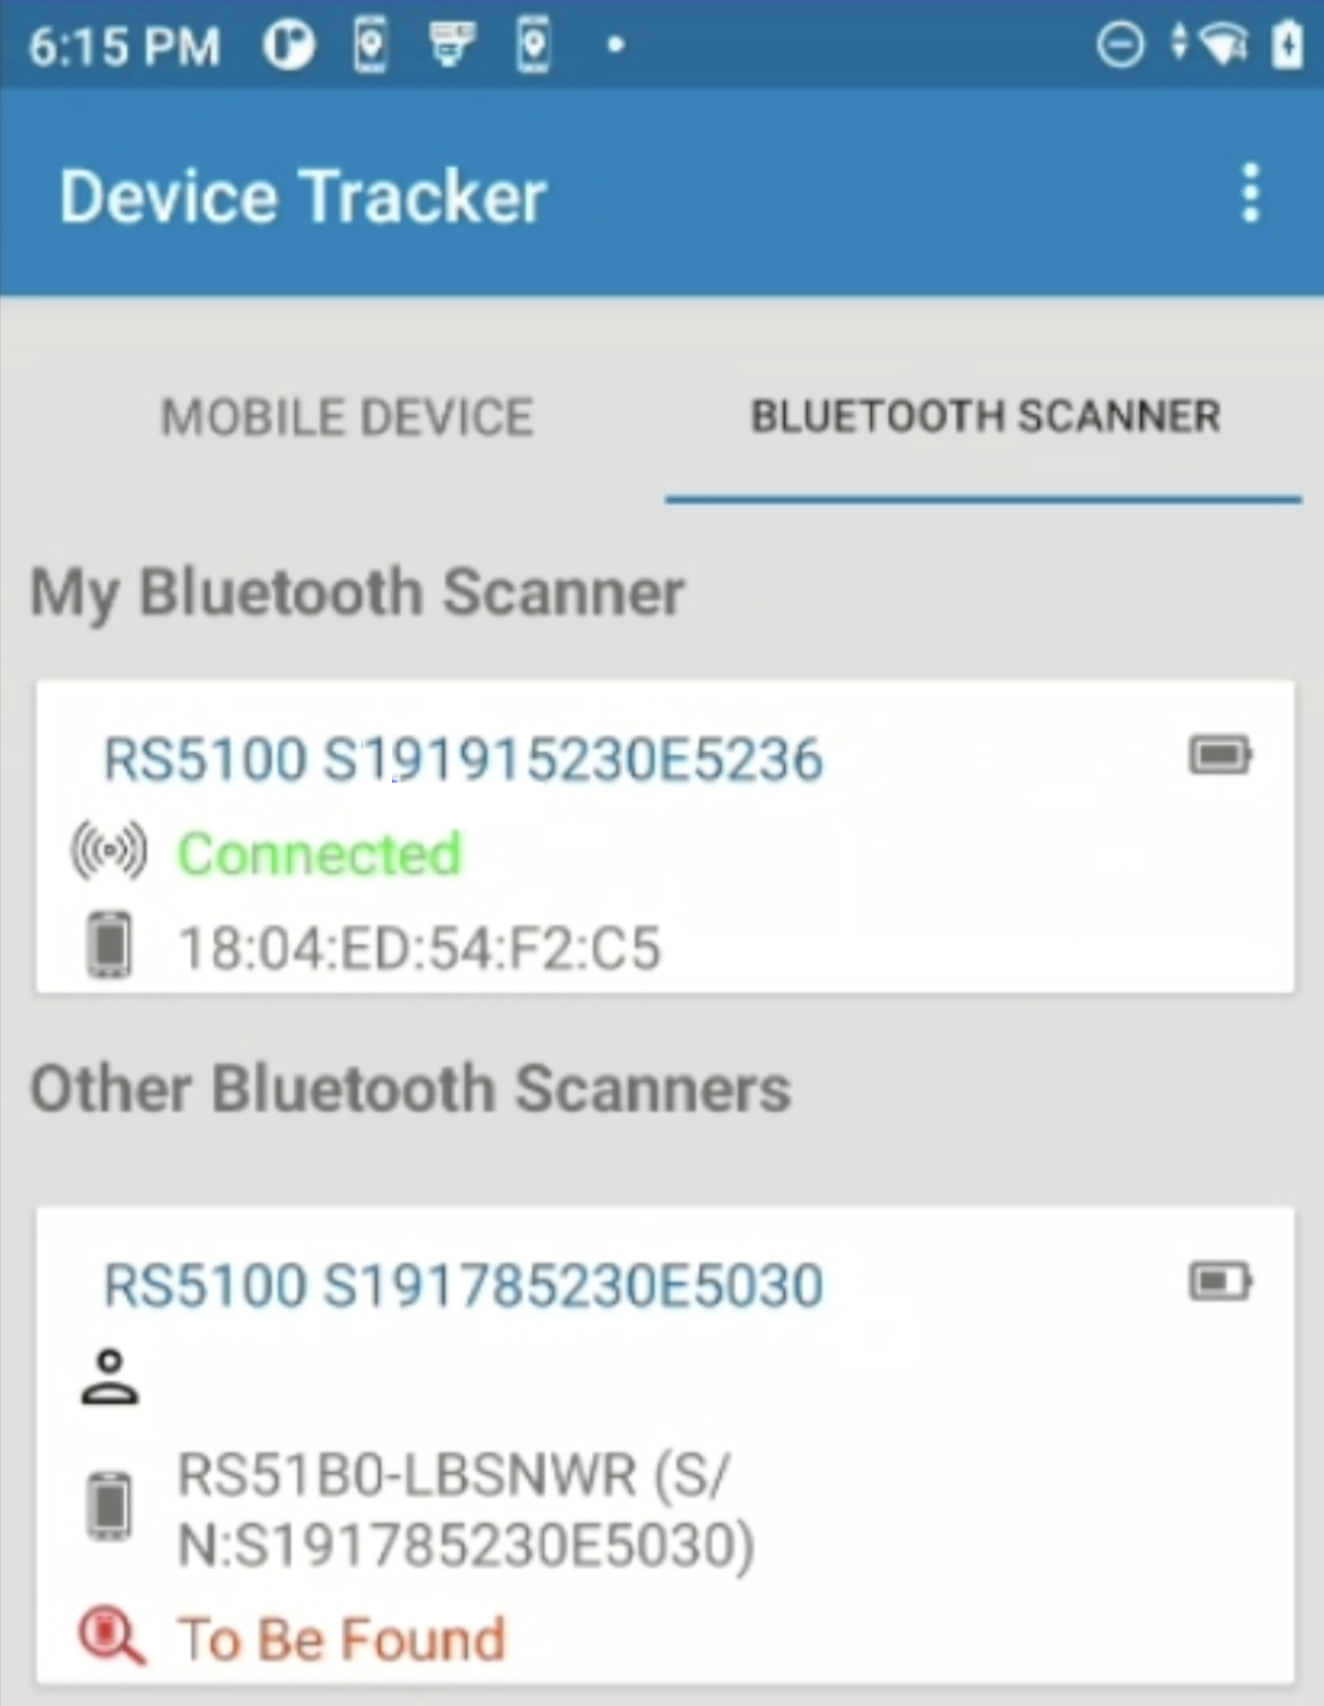 6:15 PM
Device Tracker
MOBILE DEVICE
BLUETOOTH SCANNER
My Bluetooth Scanner
RS5100 S191915230E5236
Connected
18:04:ED:54:F2:C5
Other Bluetooth Scanners
RS5100 S191785230E5030
RS51B0-LBSNWR (S/
N:S191785230E5030)
To Be Found